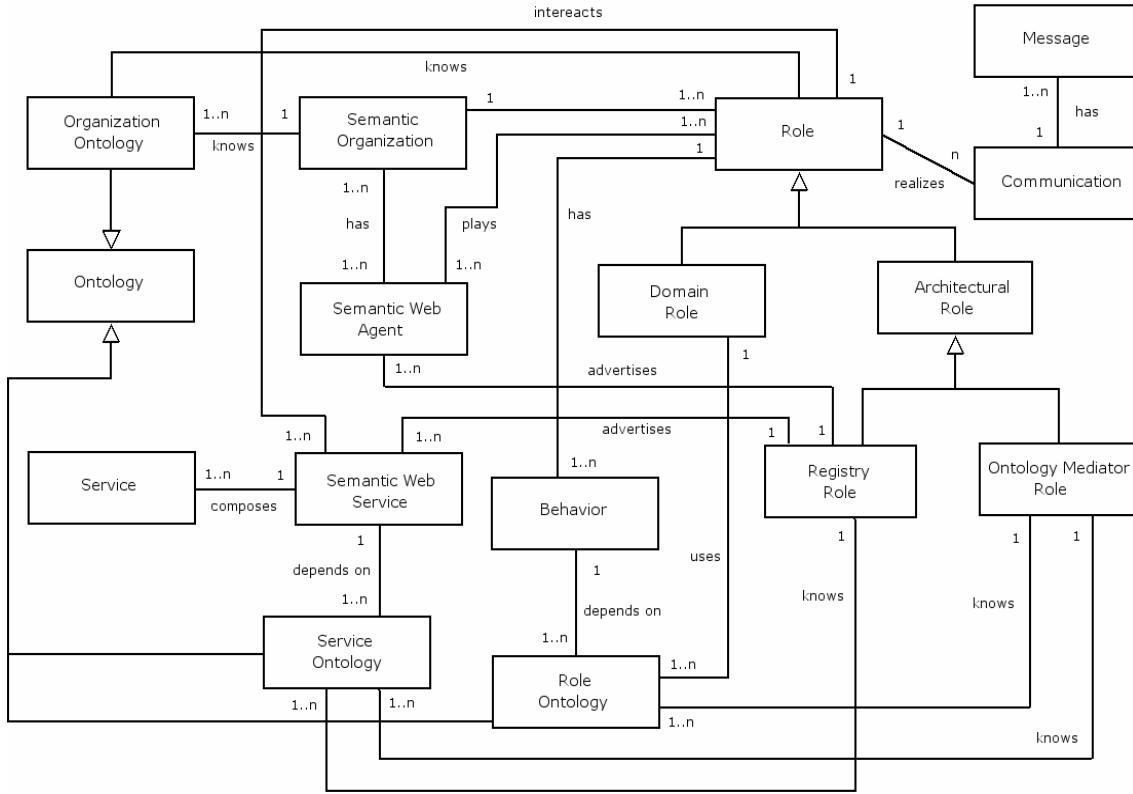 intereacts
Message
knows
1
1..n
1..n
1
1
1..n
has
Organization
Ontology
Semantic
Organization
Role
1..n
1
1
knows
1
n
realizes
Communication
1..n
has
plays
has
Ontology
1..n
1..n
Domain
Role
Architectural
Role
Semantic Web
Agent
1..n
1
advertises
1..n
1..n
advertises
1
1
1..n
1
1..n
Service
composes
Semantic Web
Service
Behavior
Registry
Role
Ontology Mediator
Role
1
1
uses
1
1
1
depends on
knows
knows
depends on
1..n
1..n
Service
Ontology
Role
Ontology
1..n
1..n
1..n
1..n
knows